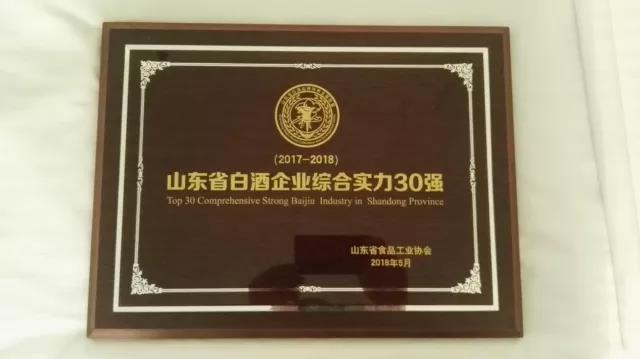 (2017-2018)
山东省白酒企业综合实力30强
Top 30 Comprehensive Strong Baijiu Industry in Shandong Province
山东省食品工业协会
2018年5月